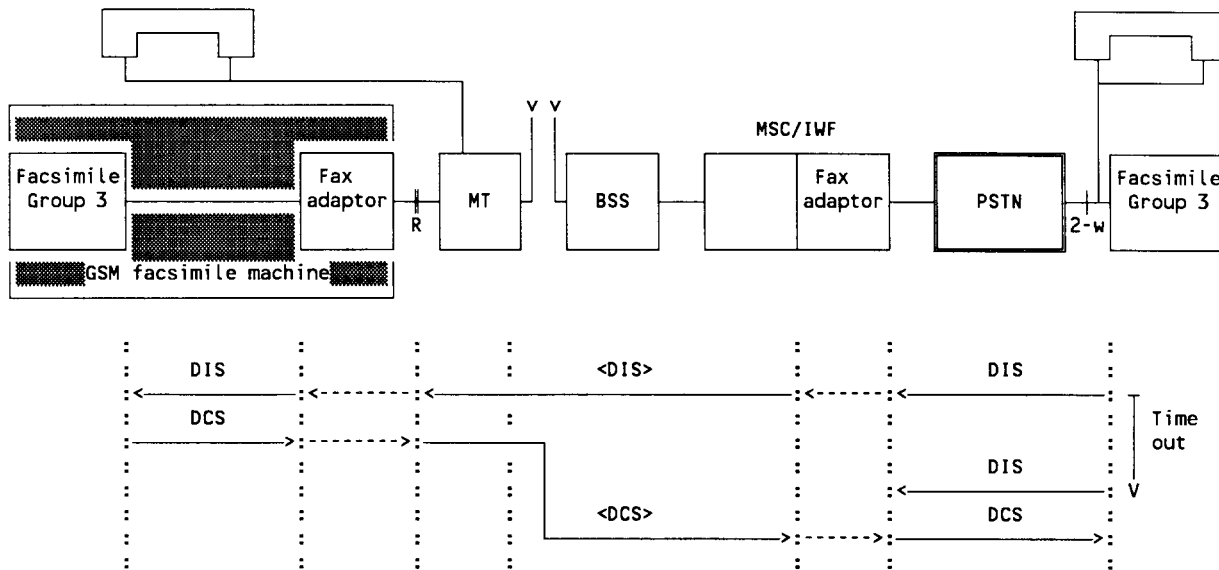 MSC/IWF
Facsimile
Group 3
Fax
adaptor
R
MT
BSS
Fax
adaptor
PSTN
2-w
Facsimile
Group 3
GSM facsimile machine
DIS
<DIS>
DIS
DCS
Time
out
DIS
<DCS>
DCS